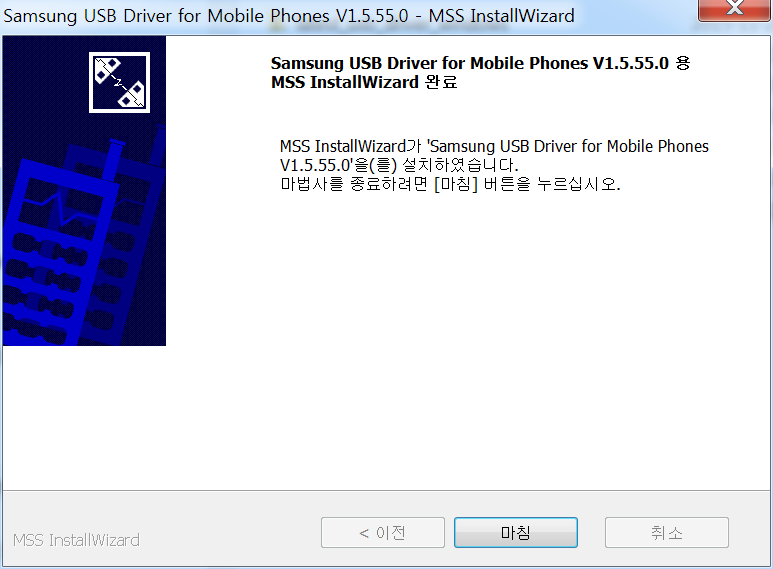 Samsung USB Driver for Mobile Phones V1.5.55.0 - MSS InstallWizard
Samsung USB Driver for Mobile Phones V1.5.55.0 용
MSS InstallWizard 완료
MSS InstallWizard가 'Samsung USB Driver for Mobile Phones
V1.5.55.0'을(를) 설치하였습니다.
마법사를 종료하려면 [마침] 버튼을 누르십시오.
MSS InstallWizard
< 이전
마침
취소